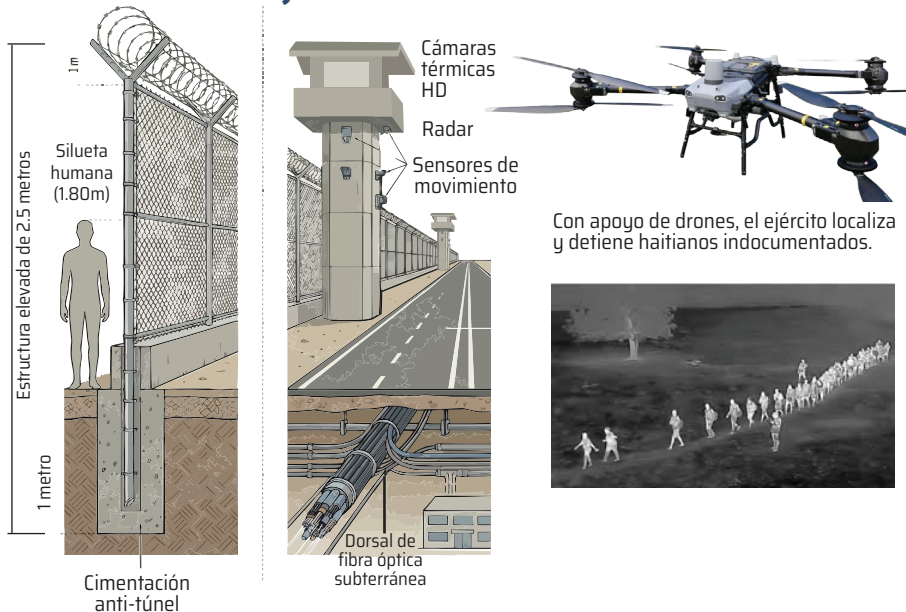 1m
Estructura elevada de 2.5 metros
Silueta
humana
(1.80m)
1 metro
Cimentación
anti-túnel
Cámaras
térmicas
HD
Radar
Sensores de
movimiento
Dorsal de
fibra óptica
subterránea
Con apoyo de drones, el ejército localiza
y detiene haitianos indocumentados.